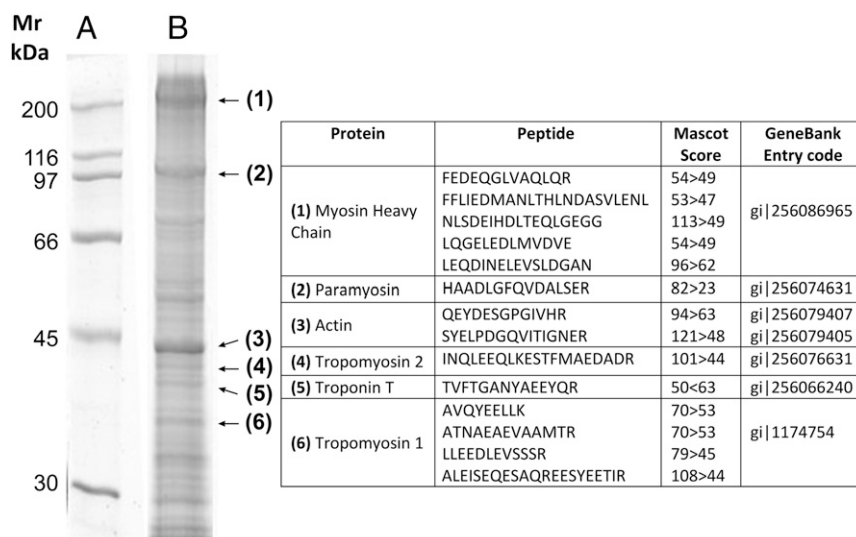 Mr
kDa
A
B
200
116
97
66
45
30
(1)
(2)
(3)
(4)
(5)
(6)
Protein Peptide Mascot Score GeneBank Entry code
(1) Myosin Heavy Chain
FEDEQGLVAQLQR 54>49
FFLIEDMANLTHLNDASVLENL 53>47
NLSDEIHDLTEQLGEGG 113>49 gi|256086965
LQGELEDLMVDVE 54>49
LEQDINELEVSLDGAN 96>62
(2) Paramyosin HAADLGFQVDALSER 82>23 gi|256074631
(3) Actin
QEYDESGPGIVHR 94>63 gi|256079407
SYELPDGQVITIGNER 121>48 gi|256079405
(4) Tropomyosin 2 INQLEEQLKESTFMAEDADR 101>44 gi|256076631
(5) Troponin T TVFTGANYAEEYQR 50<63 gi|256066240
(6) Tropomyosin 1
AVQYEELLK 70>53
ATNAEAEVAAMTR 70>53 gi|1174754
LLEEDLEVSSSR 79>45
ALEISEQESAQREESYEETIR 108>44